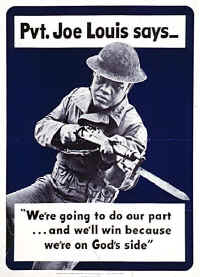 Pvt. Joe Louis says_
"We're going to do our part
... and we'll win because
we're on God's side"